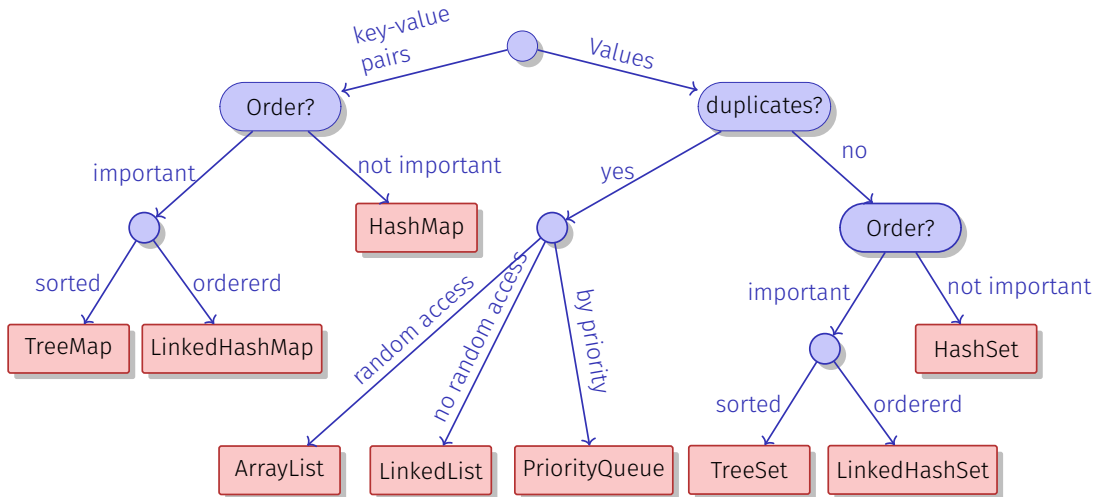 key-value
pairs
Values
Order?
duplicates?
important
not important
yes
no
HashMap
Order?
sorted
ordererd
random access
no random access
by priority
important
not important
TreeMap
LinkedHashMap
HashSet
sorted
ordererd
ArrayList
LinkedList
PriorityQueue
TreeSet
LinkedHashSet